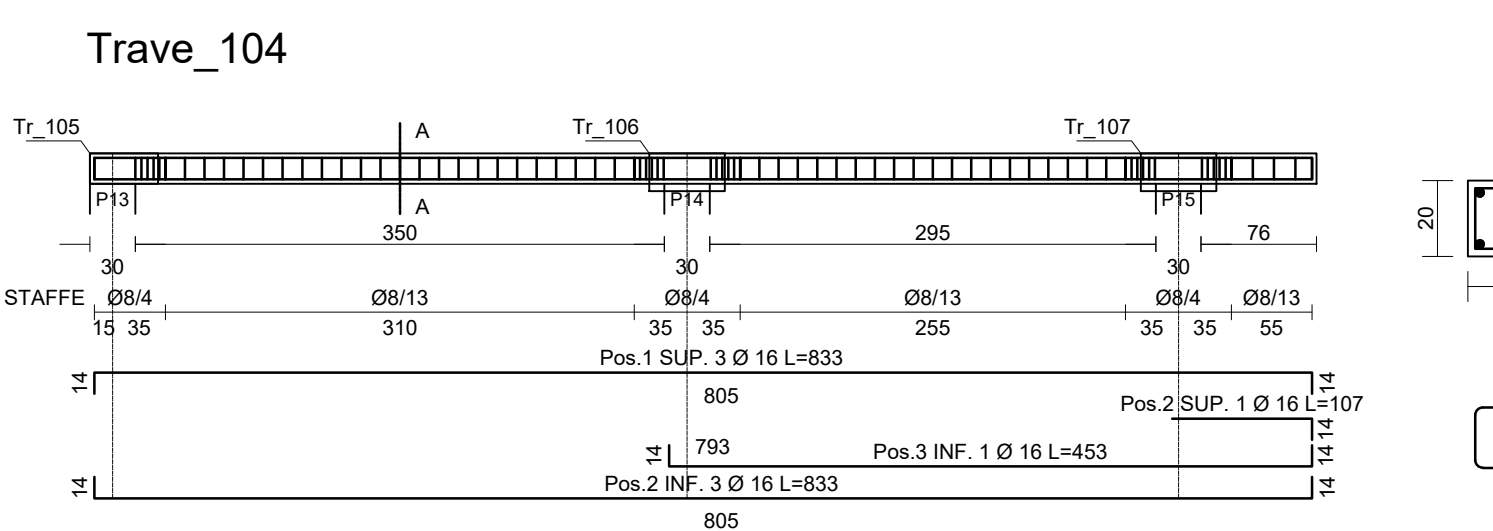 Trave_104
Tr_105 Tr_106 Tr_107
A
P13 P14 P15
A
350 295 76
30 30 30
STAFFE Ø8/4 Ø8/13 Ø8/4 Ø8/13 Ø8/4 Ø8/13
15 35 310 35 35 255 35 35 55
Pos.1 SUP. 3 Ø 16 L=833
14 14
805
Pos.2 SUP. 1 Ø 16 L=107
14
793
14 Pos.3 INF. 1 Ø 16 L=453 14
Pos.2 INF. 3 Ø 16 L=833
14 14
805
20